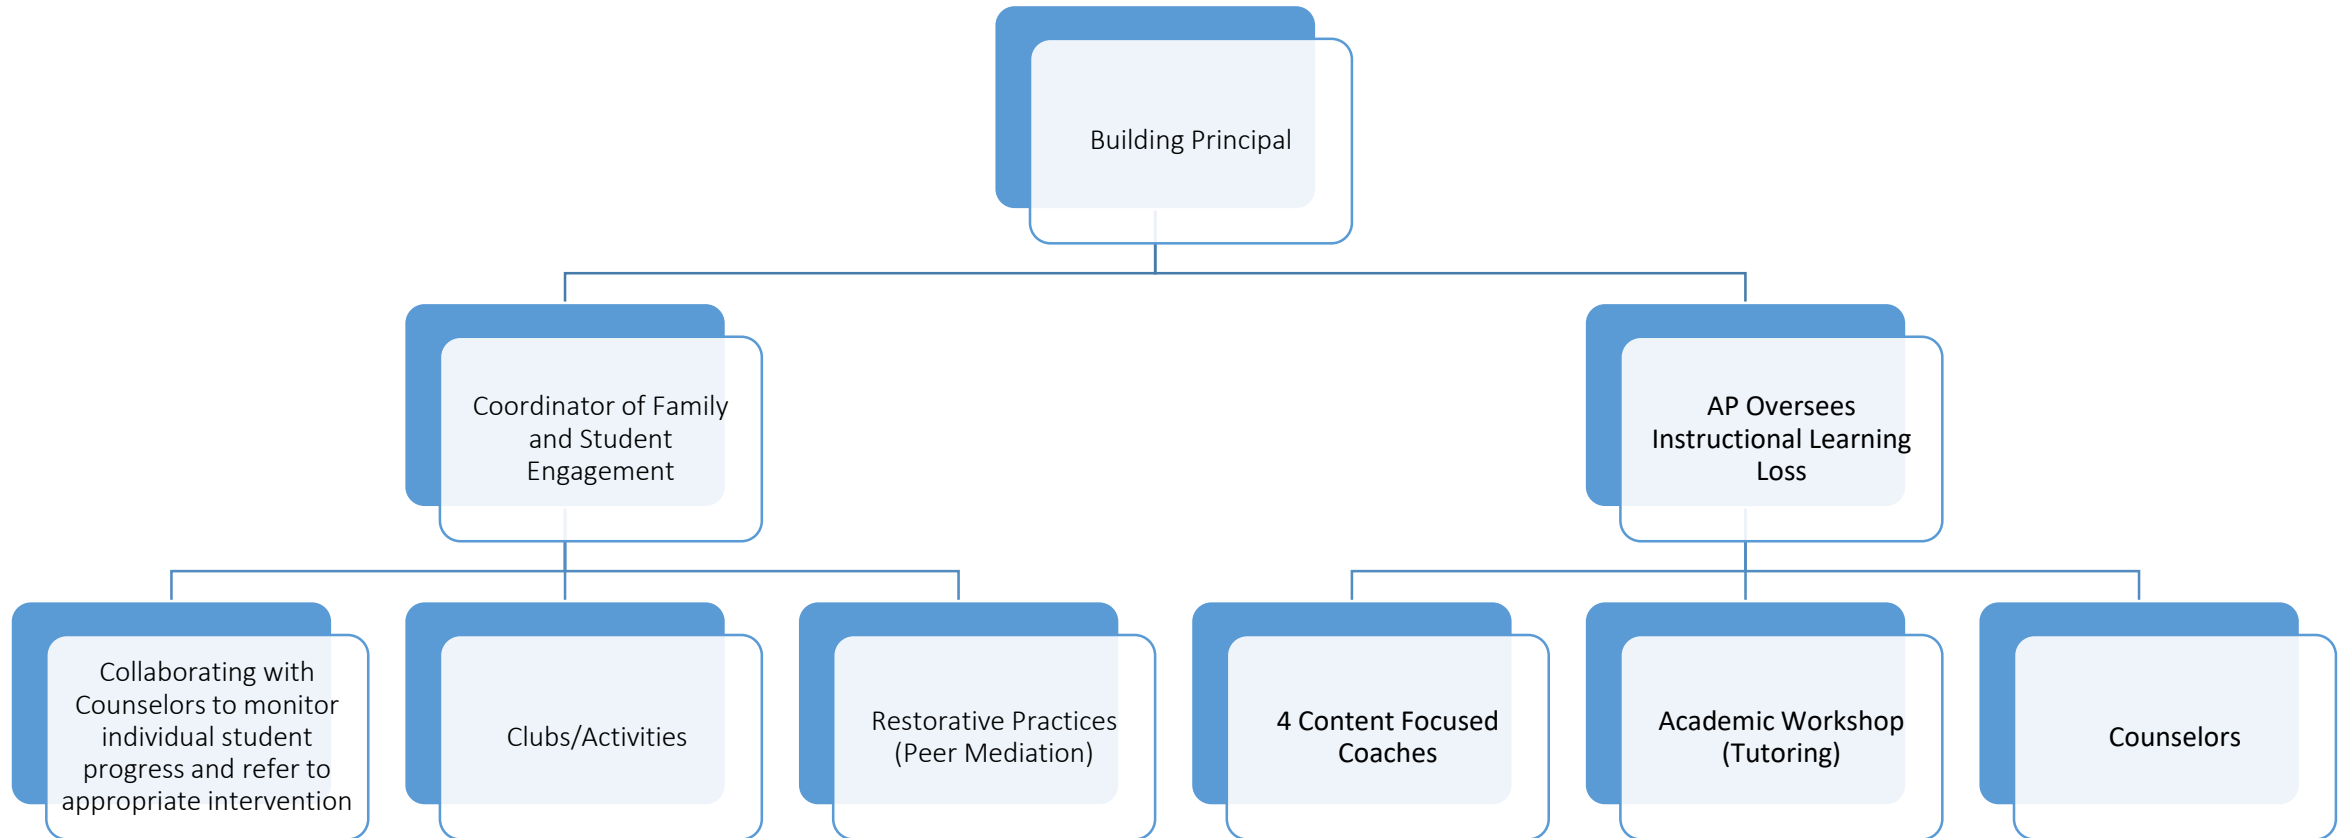 Building Principal
Coordinator of Family
and Student
Engagement
AP Oversees
Instructional Learning
Loss
Collaborating with
Counselors to monitor
individual student
progress and refer to
appropriate intervention
Clubs/Activities
Restorative Practices
(Peer Mediation)
4 Content Focused
Coaches
Academic Workshop
(Tutoring)
Counselors